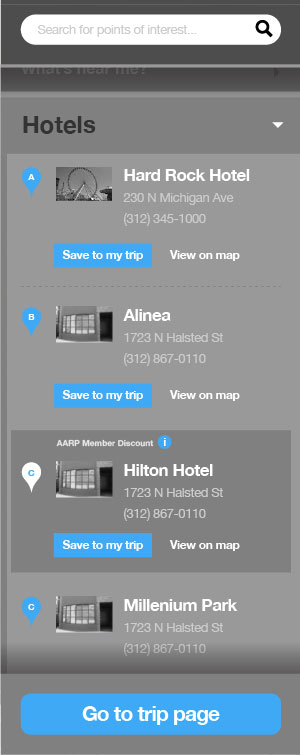 Search for points of interest...
What's near me?
Hotels
A
Hard Rock Hotel
230 N Michigan Ave
(312) 345-1000
Save to my trip View on map
B
Alinea
1723 N Halsted St
(312) 867-0110
Save to my trip View on map
AARP Member Discount i
C
Hilton Hotel
1723 N Halsted St
(312) 867-0110
Save to my trip View on map
C
Millenium Park
1723 N Halsted St
(312) 867-0110
Go to trip page